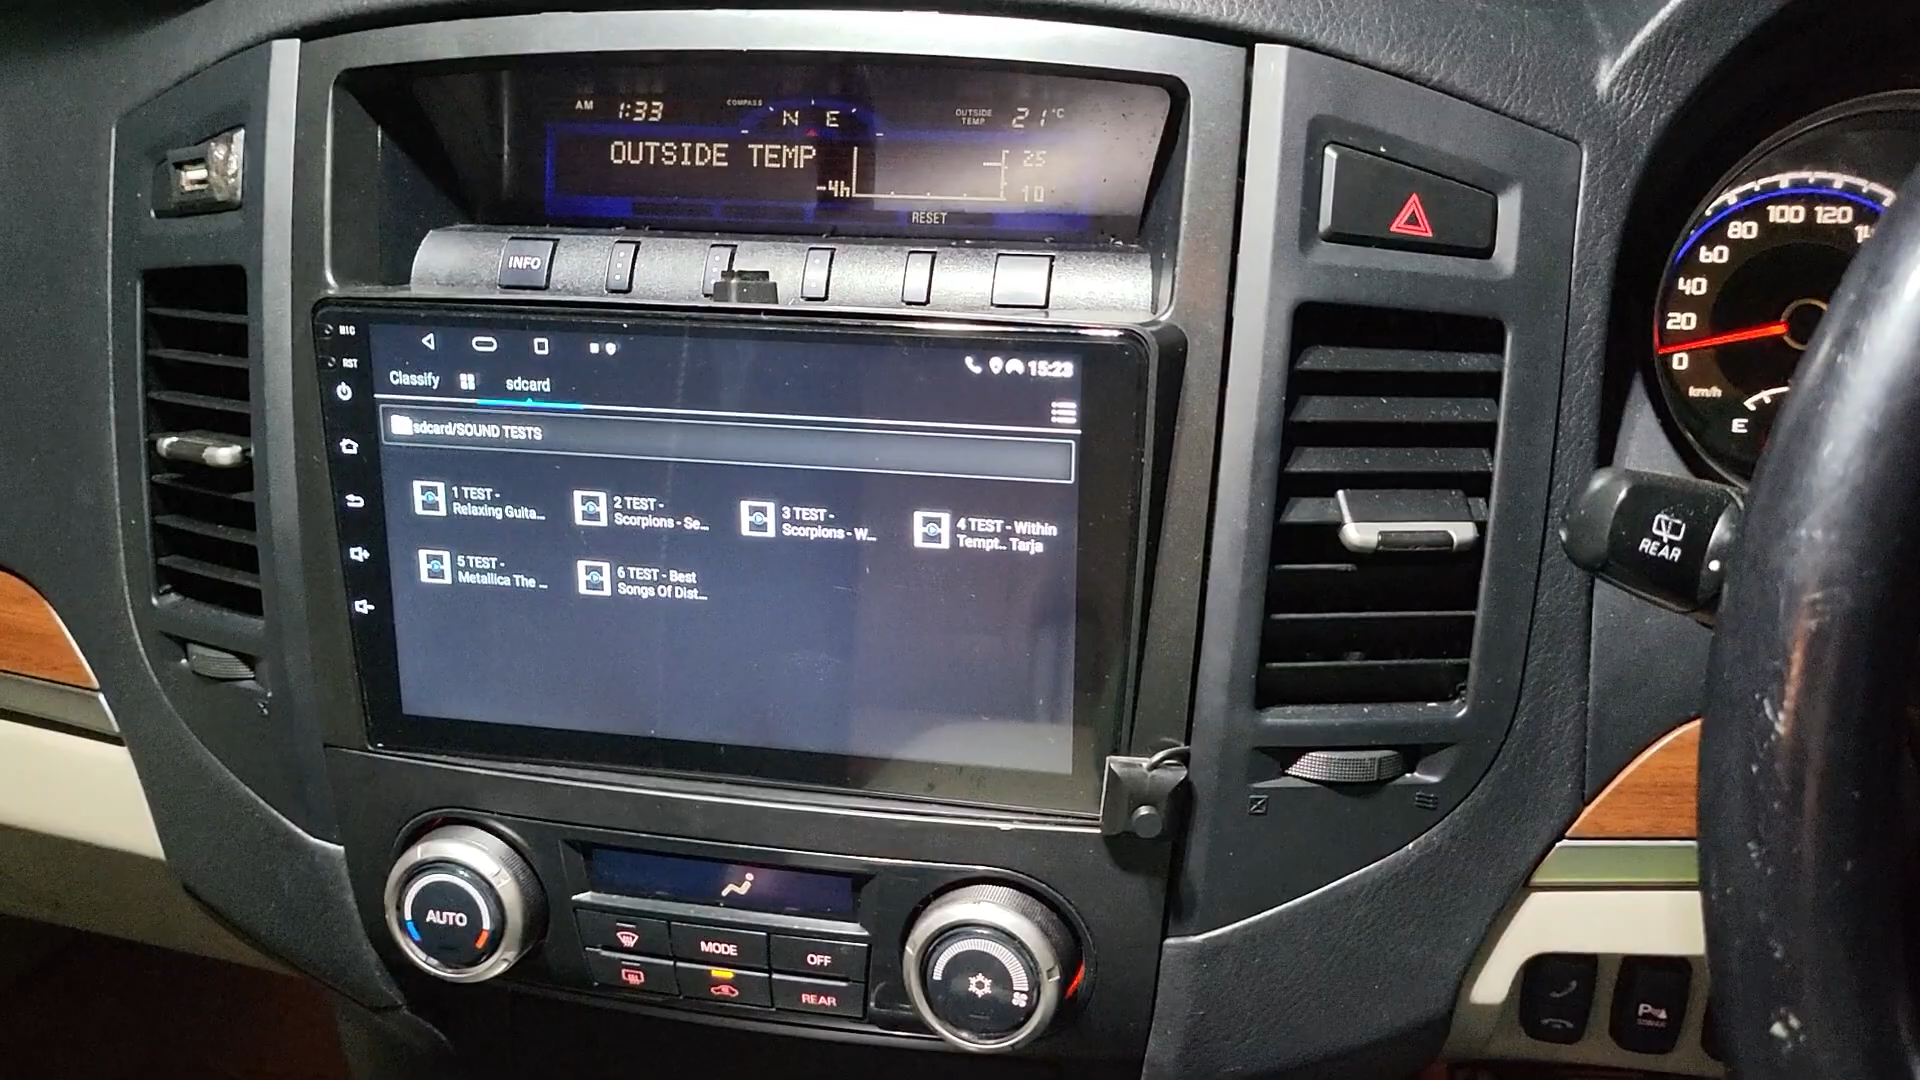 AM 1:33 COMPASS N E OUTSIDE TEMP 21°C
OUTSIDE TEMP
25
-4h 10
RESET
INFO
MIC
RST
15:23
Classify sdcard
sdcard/SOUND TESTS
1 TEST -
Relaxing Guita...
2 TEST -
Scorpions - Se...
3 TEST -
Scorpions - W...
4 TEST - Within
Tempt.. Tarja
5 TEST -
Metallica The ...
6 TEST - Best
Songs Of Dist...
AUTO
MODE
OFF
REAR
0
20
40
60
80
100
120
km/h
E
REAR